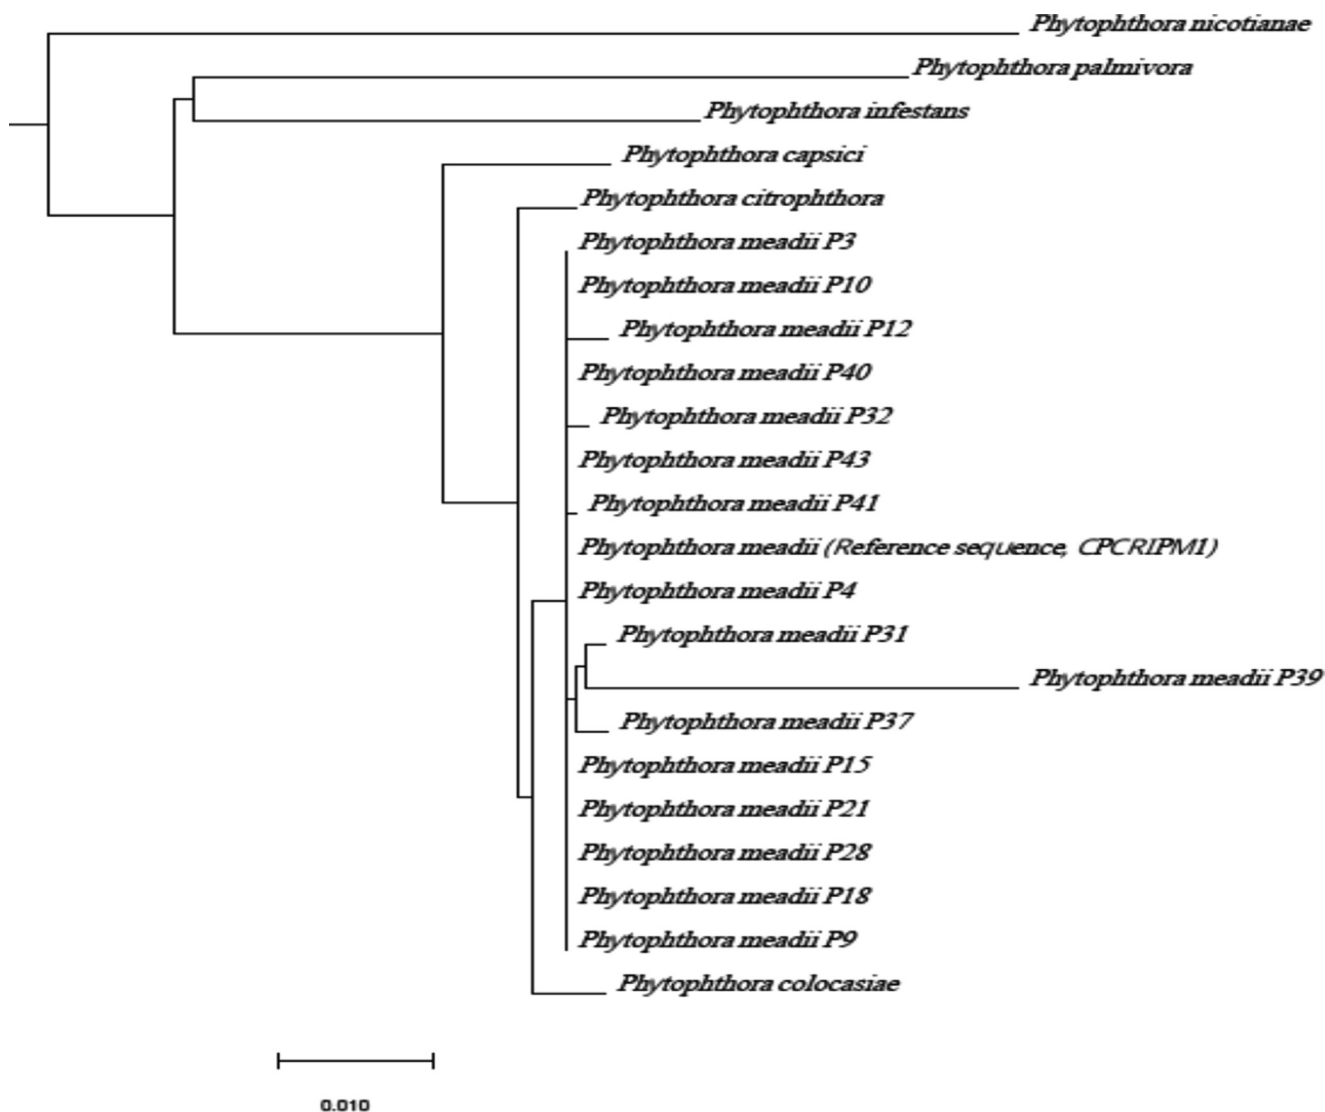 Phytophthora nicotianae
Phytophthora palmivora
Phytophthora infestans
Phytophthora capsici
Phytophthora citrophthora
Phytophthora meadii P3
Phytophthora meadii P10
Phytophthora meadii P12
Phytophthora meadii P40
Phytophthora meadii P32
Phytophthora meadii P43
Phytophthora meadii P41
Phytophthora meadii (Reference sequence, CPCRIPM1)
Phytophthora meadii P4
Phytophthora meadii P31
Phytophthora meadii P39
Phytophthora meadii P37
Phytophthora meadii P15
Phytophthora meadii P21
Phytophthora meadii P28
Phytophthora meadii P18
Phytophthora meadii P9
Phytophthora colocasiae
0.010